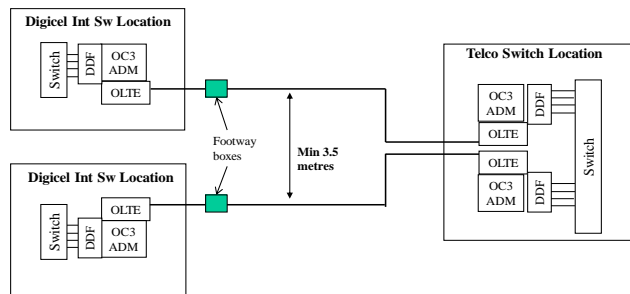 Digicel Int Sw Location
Switch
DDF
OC3
ADM
OLTE
Footway
boxes
Min 3.5
metres
Digicel Int Sw Location
Switch
DDF
OLTE
OC3
ADM
Telco Switch Location
OC3
ADM
DDF
OLTE
OLTE
OC3
ADM
DDF
Switch